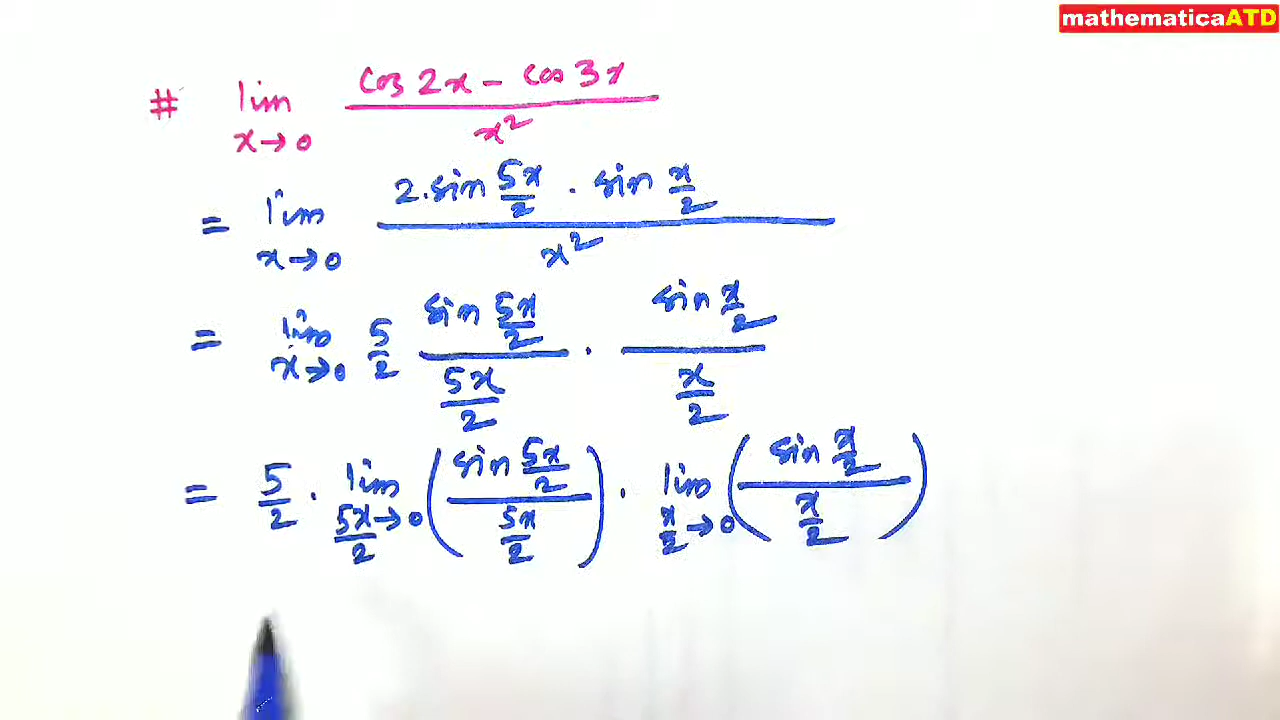 mathematicaATD
# lim x→0 (cos 2x − cos 3x)/x²
= lim x→0 (2.sin 5x/2 . sin x/2)/x²
= lim x→0 5/2 (sin 5x/2)/(5x/2) . (sin x/2)/(x/2)
= 5/2 . lim 5x/2→0 ((sin 5x/2)/(5x/2)) . lim x/2→0 ((sin x/2)/(x/2))